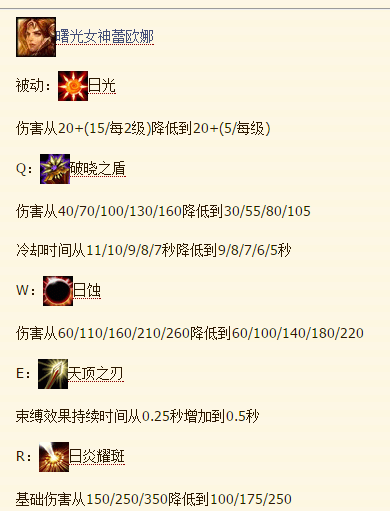 曙光女神蕾欧娜
被动：日光
伤害从20+(15/每2级)降低到20+(5/每级)
Q：破晓之盾
伤害从40/70/100/130/160降低到30/55/80/105
冷却时间从11/10/9/8/7秒降低到9/8/7/6/5秒
W：日蚀
伤害从60/110/160/210/260降低到60/100/140/180/220
E：天顶之刃
束缚效果持续时间从0.25秒增加到0.5秒
R：日炎耀斑
基础伤害从150/250/350降低到100/175/250